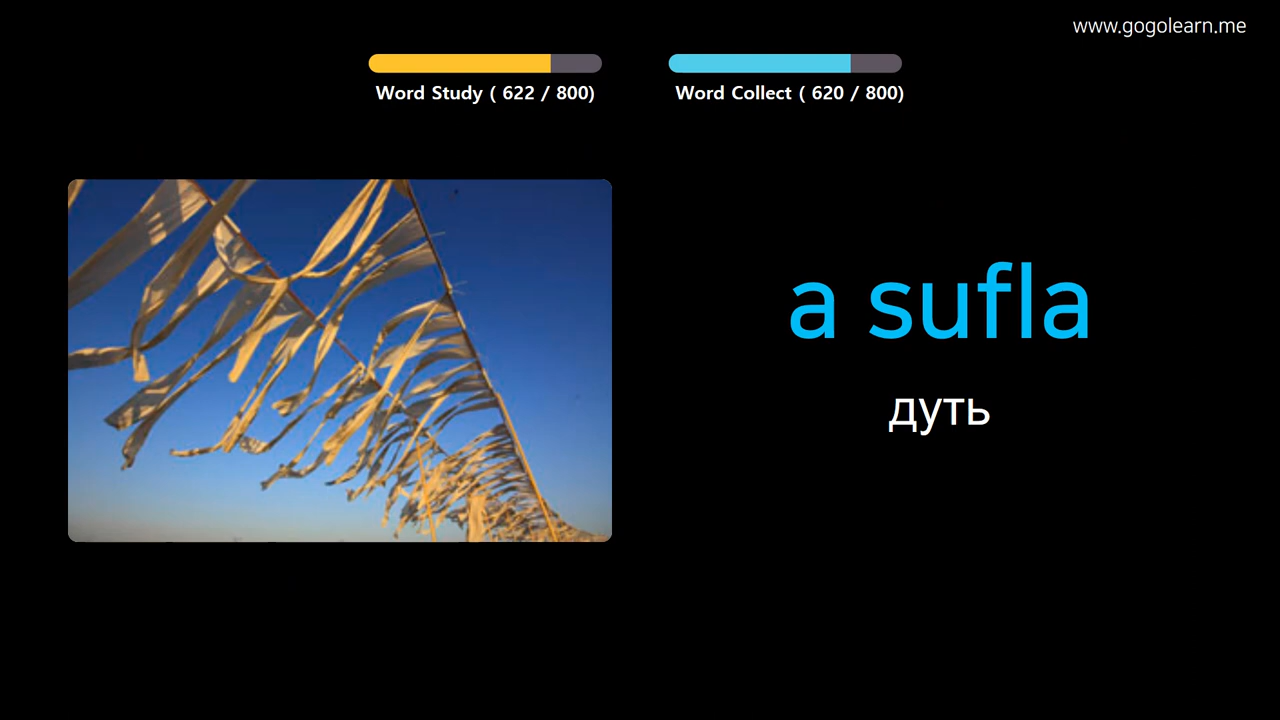 www.gogolearn.me
Word Study ( 622 / 800)
Word Collect ( 620 / 800)
a sufla
дуть